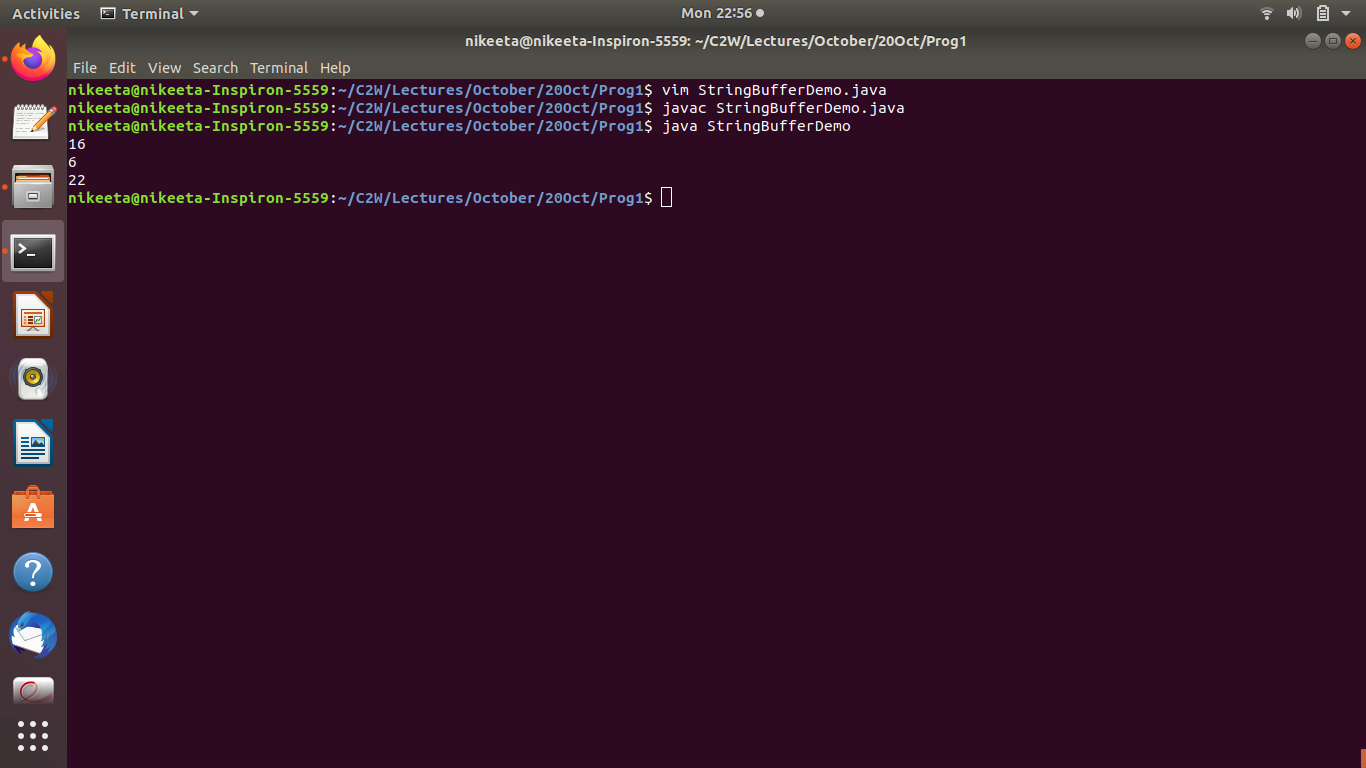 Activities Terminal Mon 22:56
nikeeta@nikeeta-Inspiron-5559: ~/C2W/Lectures/October/20Oct/Prog1
File Edit View Search Terminal Help
nikeeta@nikeeta-Inspiron-5559:~/C2W/Lectures/October/20Oct/Prog1$ vim StringBufferDemo.java
nikeeta@nikeeta-Inspiron-5559:~/C2W/Lectures/October/20Oct/Prog1$ javac StringBufferDemo.java
nikeeta@nikeeta-Inspiron-5559:~/C2W/Lectures/October/20Oct/Prog1$ java StringBufferDemo
16
6
22
nikeeta@nikeeta-Inspiron-5559:~/C2W/Lectures/October/20Oct/Prog1$